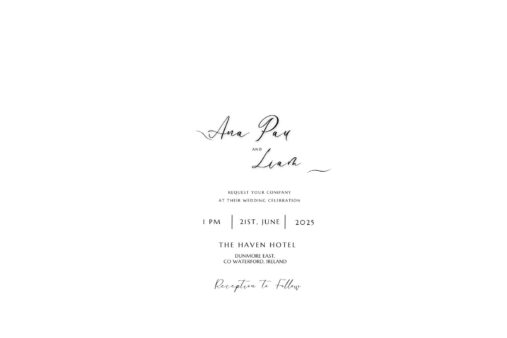 Ana Pau
AND
Liam
REQUEST YOUR COMPANY
AT THEIR WEDDING CELEBRATION
1 PM | 21ST, JUNE | 2025
THE HAVEN HOTEL
DUNMORE EAST,
CO WATERFORD, IRELAND
Reception to Follow